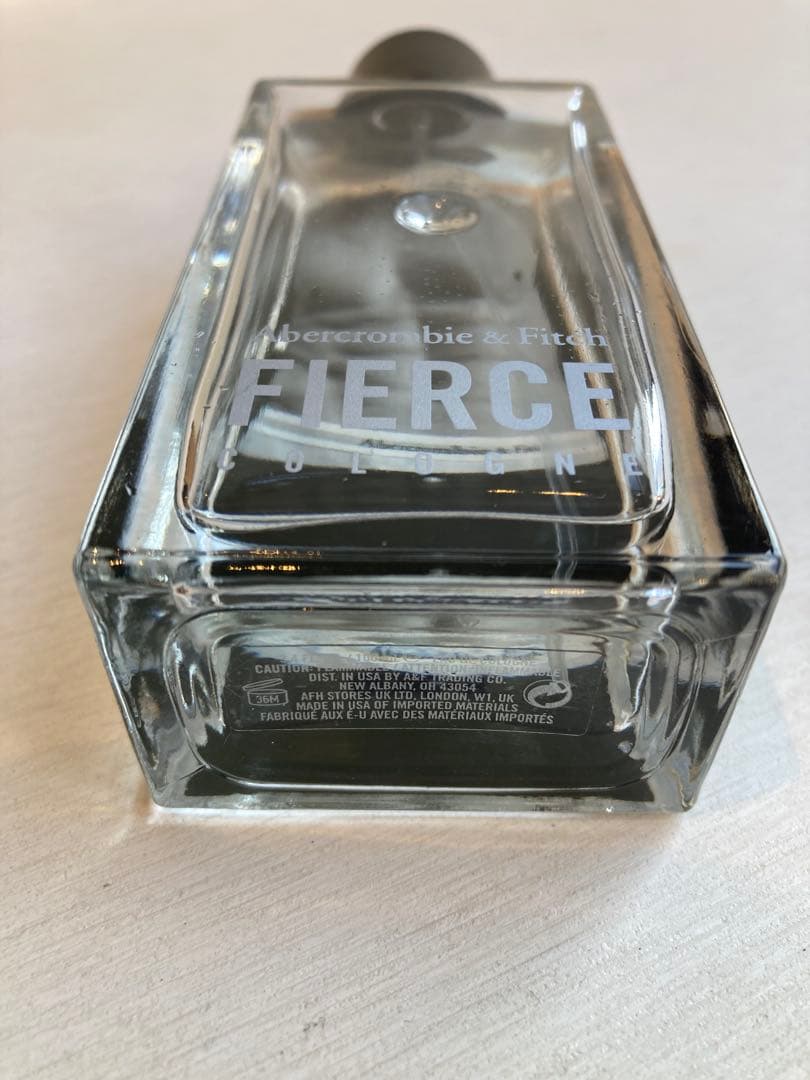 Abercrombie & Fitch
FIERCE
COLOGNE
CAUTION: FLAMMABLE
DIST. IN USA BY A&F TRADING CO.
NEW ALBANY, OH 43054
36M
AFH STORES UK LTD, LONDON, W1, UK
MADE IN USA OF IMPORTED MATERIALS
FABRIQUÉ AUX É-U AVEC DES MATÉRIAUX IMPORTÉS